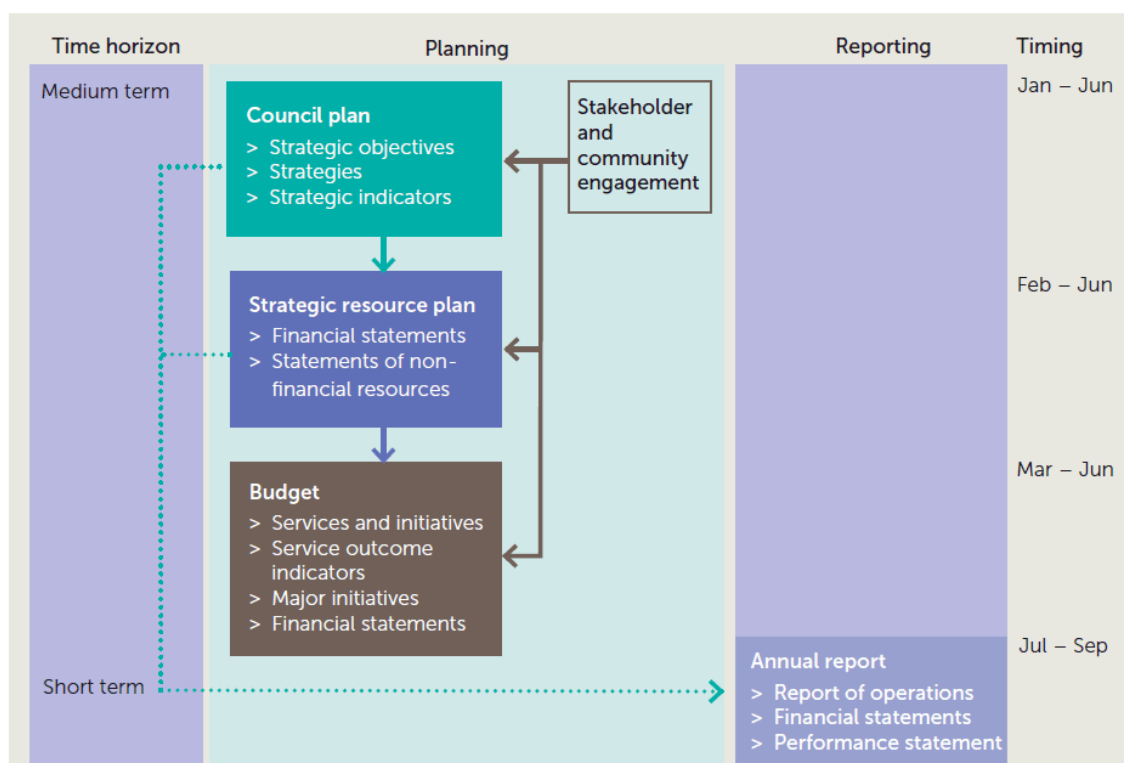 Time horizon
Planning
Reporting
Timing
Medium term
Jan – Jun
Council plan
> Strategic objectives
> Strategies
> Strategic indicators
Stakeholder
and
community
engagement
Feb – Jun
Strategic resource plan
> Financial statements
> Statements of non-
financial resources
Mar – Jun
Budget
> Services and initiatives
> Service outcome
indicators
> Major initiatives
> Financial statements
Jul – Sep
Short term
Annual report
> Report of operations
> Financial statements
> Performance statement